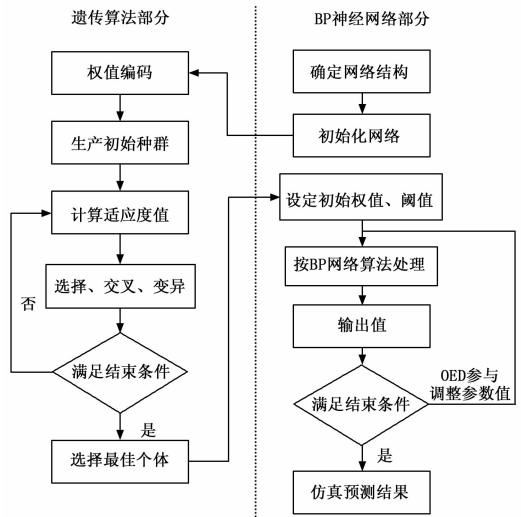 遗传算法部分
权值编码
生产初始种群
计算适应度值
选择、交叉、变异
否
满足结束条件
是
选择最佳个体
BP神经网络部分
确定网络结构
初始化网络
设定初始权值、阈值
按BP网络算法处理
输出值
OED参与
调整参数值
满足结束条件
是
仿真预测结果